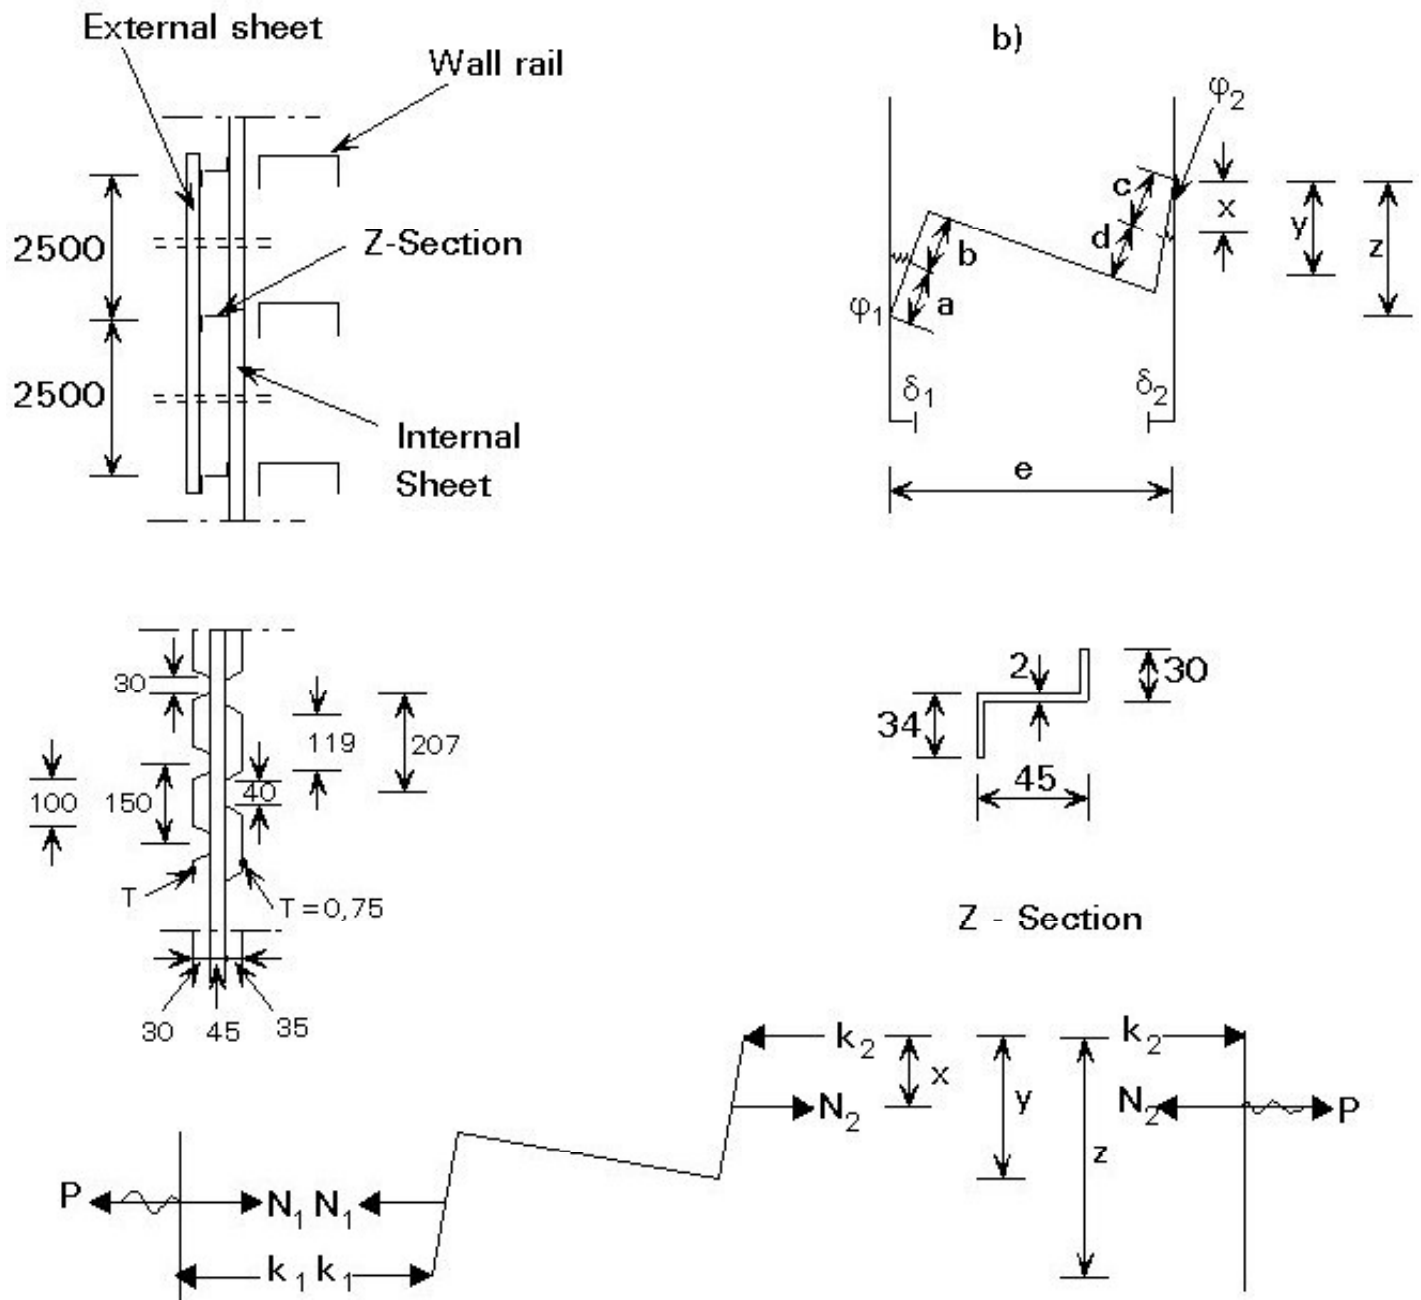 External sheet
Wall rail
2500
Z-Section
2500
Internal
Sheet
b)
φ2
c
x
d
y
z
b
a
φ1
δ1
δ2
e
30
119
207
100
150
40
T
T=0,75
30
45
35
2
30
34
45
Z - Section
k2
k2
x
N2
y
N2
P
z
P
N1 N1
k1 k1